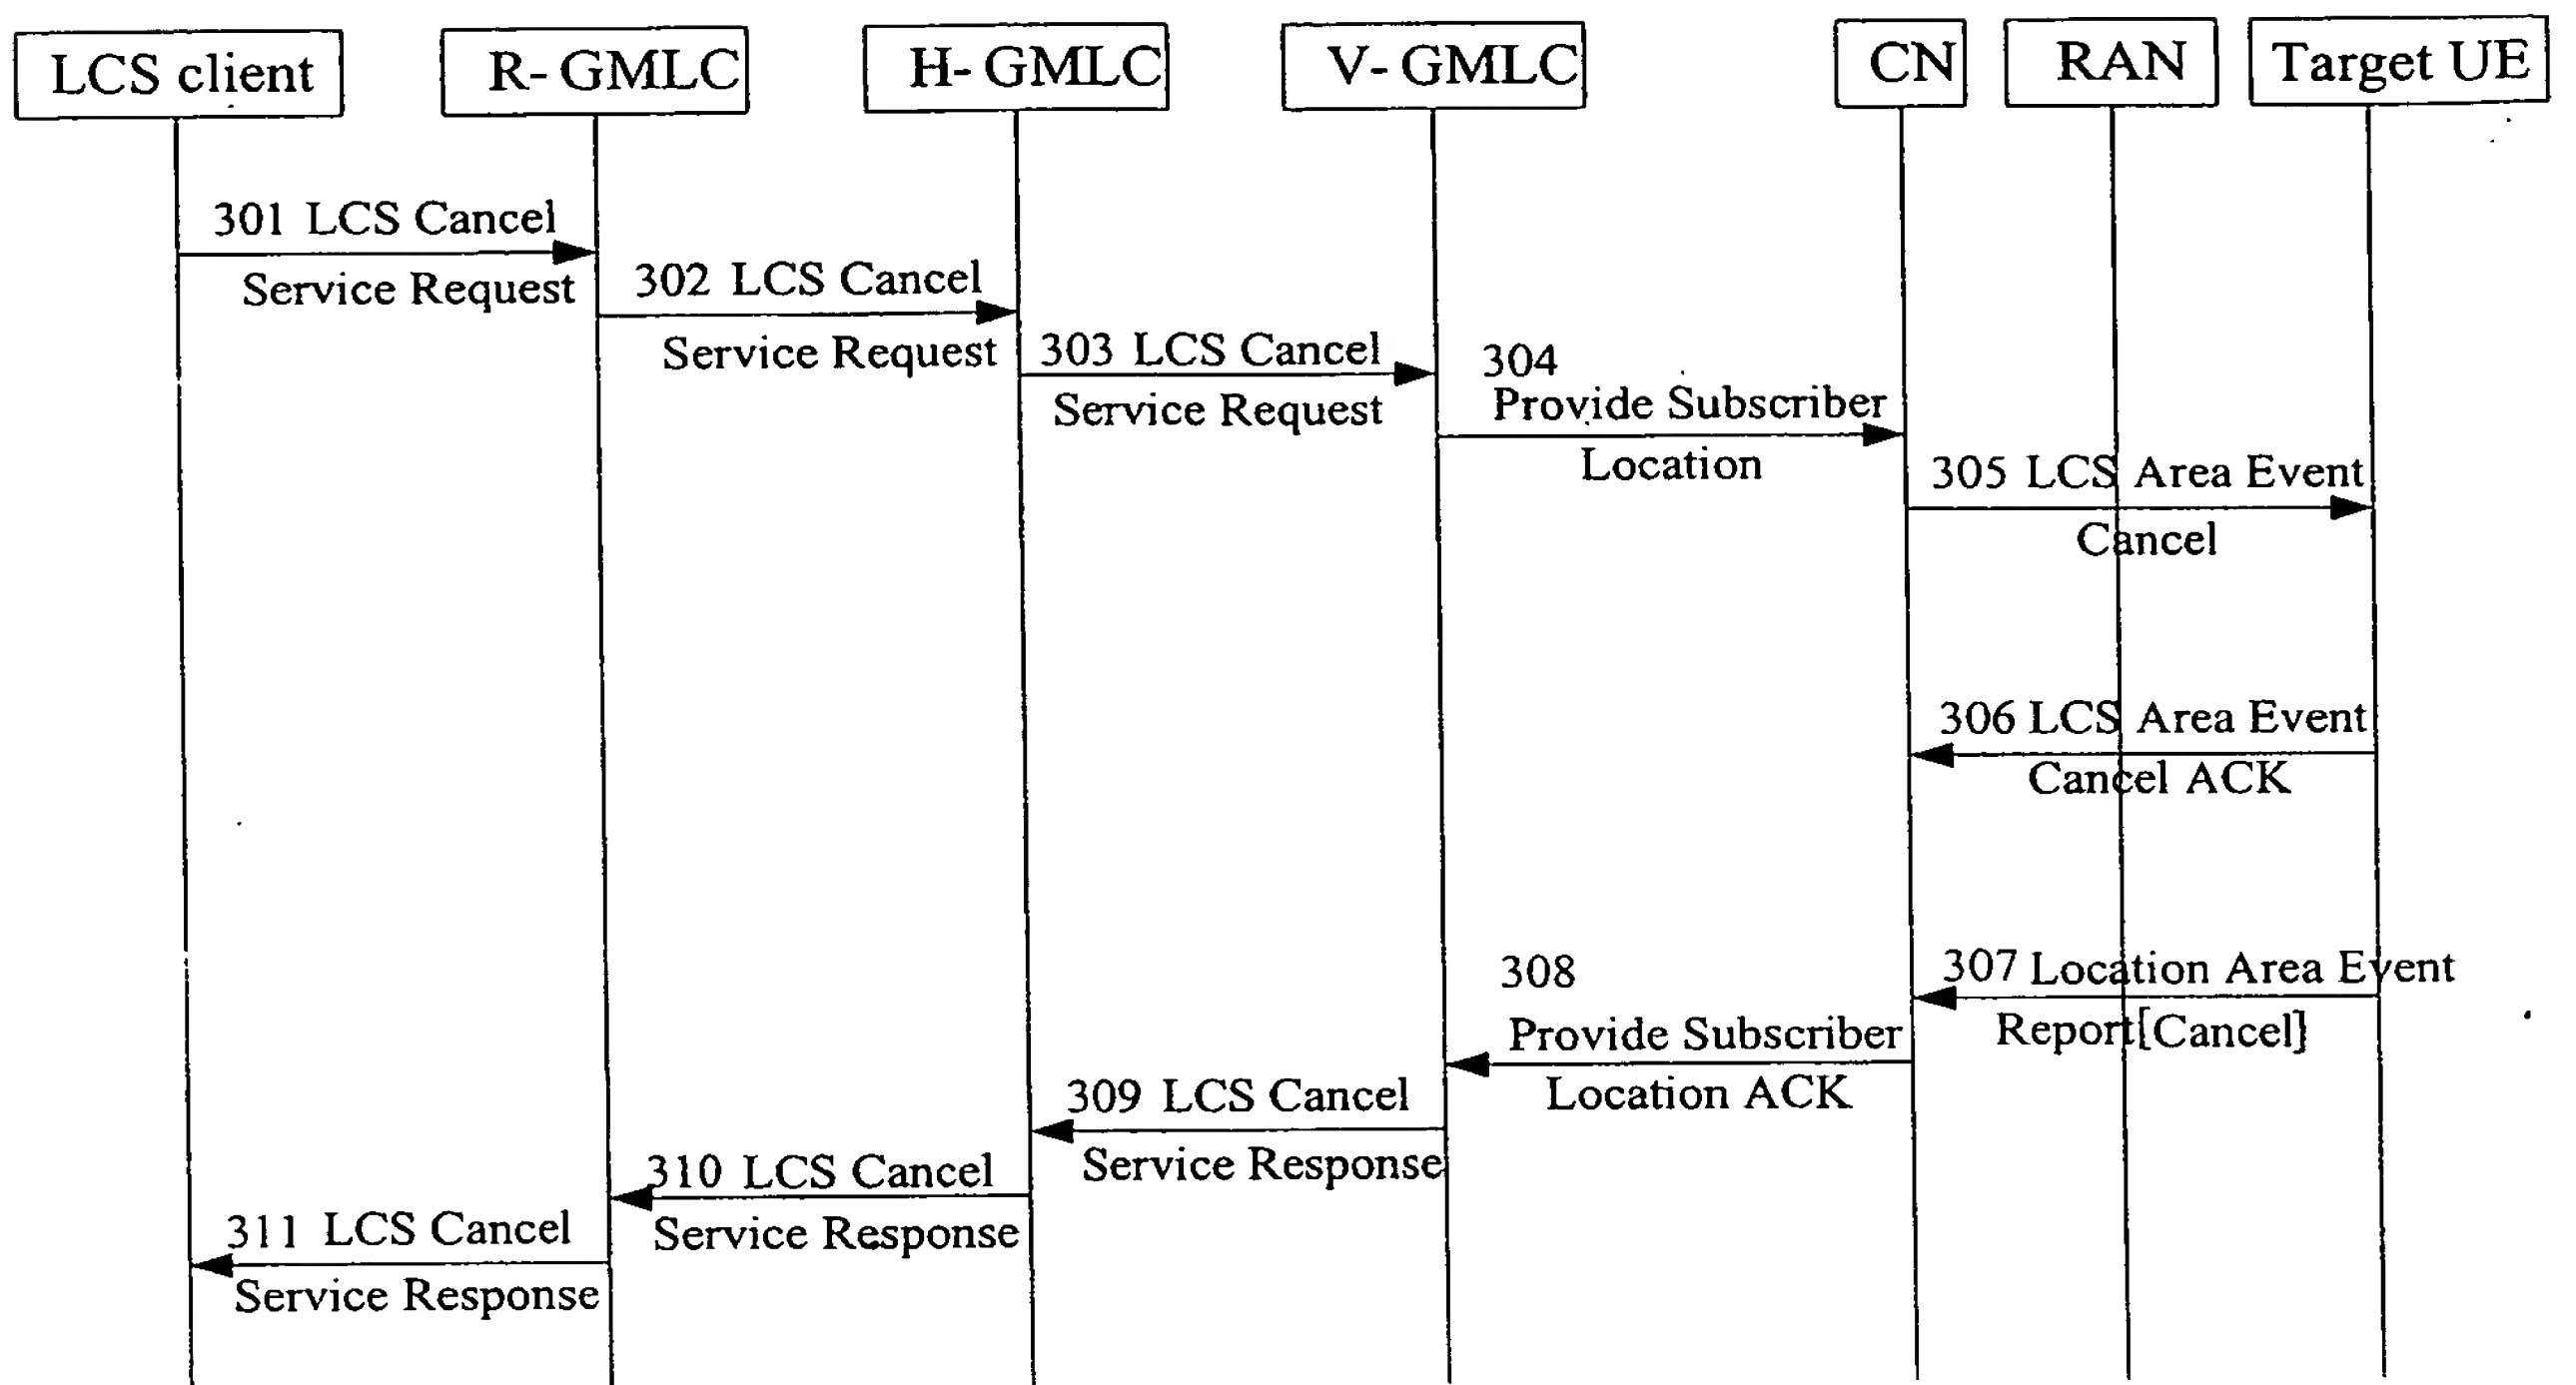 LCS client
R- GMLC
H- GMLC
V- GMLC
CN
RAN
Target UE
301 LCS Cancel
Service Request
302 LCS Cancel
Service Request
303 LCS Cancel
Service Request
304
Provide Subscriber
Location
305 LCS Area Event
Cancel
306 LCS Area Event
Cancel ACK
307 Location Area Event
Report[Cancel]
308
Provide Subscriber
Location ACK
309 LCS Cancel
Service Response
310 LCS Cancel
Service Response
311 LCS Cancel
Service Response